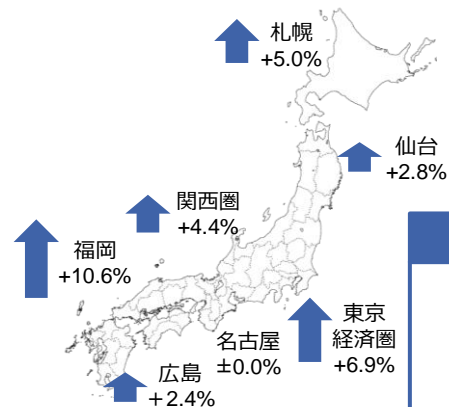 札幌
+5.0%
仙台
+2.8%
関西圏
+4.4%
福岡
+10.6%
東京
経済圏
+6.9%
名古屋
±0.0%
広島
+2.4%